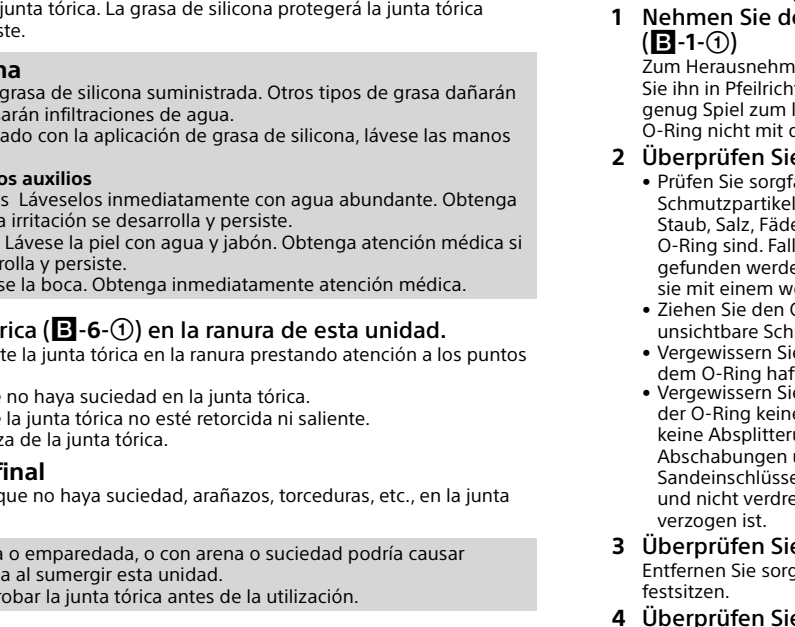 junta tórica. La grasa de silicona protegerá la junta tórica
ste.
na
grasa de silicona suministrada. Otros tipos de grasa dañarán
arán infiltraciones de agua.
ado con la aplicación de grasa de silicona, lávese las manos
os auxilios
s Láveselos inmediatamente con agua abundante. Obtenga
a irritación se desarrolla y persiste.
Lávese la piel con agua y jabón. Obtenga atención médica si
rolla y persiste.
se la boca. Obtenga inmediatamente atención médica.
rica (B-6-①) en la ranura de esta unidad.
te la junta tórica en la ranura prestando atención a los puntos
e no haya suciedad en la junta tórica.
e la junta tórica no esté retorcida ni saliente.
za de la junta tórica.
final
que no haya suciedad, arañazos, torceduras, etc., en la junta
a o emparedada, o con arena o suciedad podría causar
a al sumergir esta unidad.
robar la junta tórica antes de la utilización.
1 Nehmen Sie de
(B-1-①)
Zum Herausnehm
Sie ihn in Pfeilrich
genug Spiel zum
O-Ring nicht mit d
2 Überprüfen Sie
• Prüfen Sie sorgfä
Schmutzpartikel
Staub, Salz, Fäde
O-Ring sind. Fall
gefunden werde
sie mit einem we
• Ziehen Sie den O
unsichtbare Sch
• Vergewissern Sie
dem O-Ring haf
• Vergewissern Sie
der O-Ring keine
keine Absplitteru
Abschabungen u
Sandeinschlüsse
und nicht verdre
verzogen ist.
3 Überprüfen Sie
Entfernen Sie sorg
festsitzen.
4 Überprüfen Sie